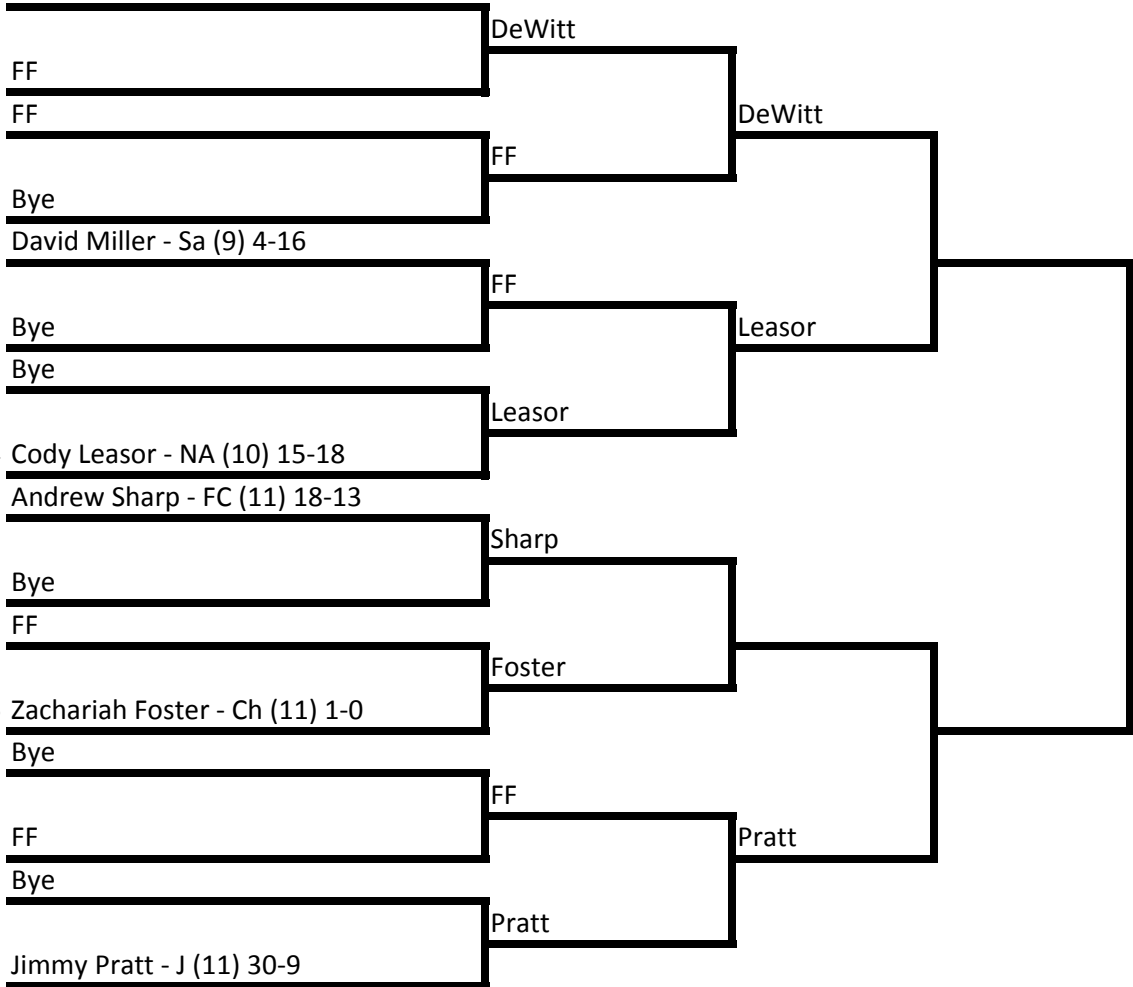 DeWitt
FF
FF
DeWitt
FF
Bye
David Miller - Sa (9) 4-16
FF
Bye
Leasor
Bye
Leasor
Cody Leasor - NA (10) 15-18
Andrew Sharp - FC (11) 18-13
Sharp
Bye
FF
Foster
Zachariah Foster - Ch (11) 1-0
Bye
FF
FF
Pratt
Bye
Pratt
Jimmy Pratt - J (11) 30-9